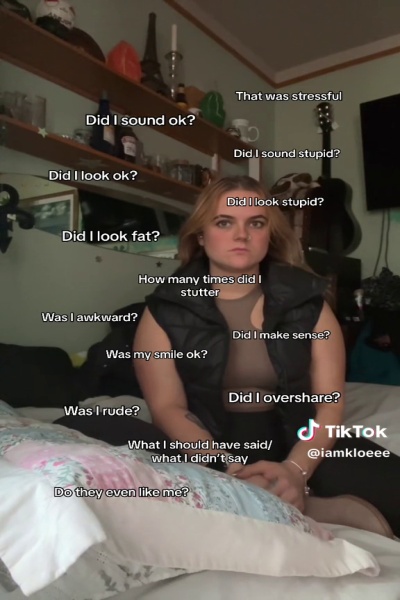 That was stressful
Did I sound ok?
Did I sound stupid?
Did I look ok?
Did I look stupid?
Did I look fat?
How many times did I
stutter
Was I awkward?
Did I make sense?
Was my smile ok?
Did I overshare?
Was I rude?
TikTok
@iamkloeee
What I should have said/
what I didn't say
Do they even like me?